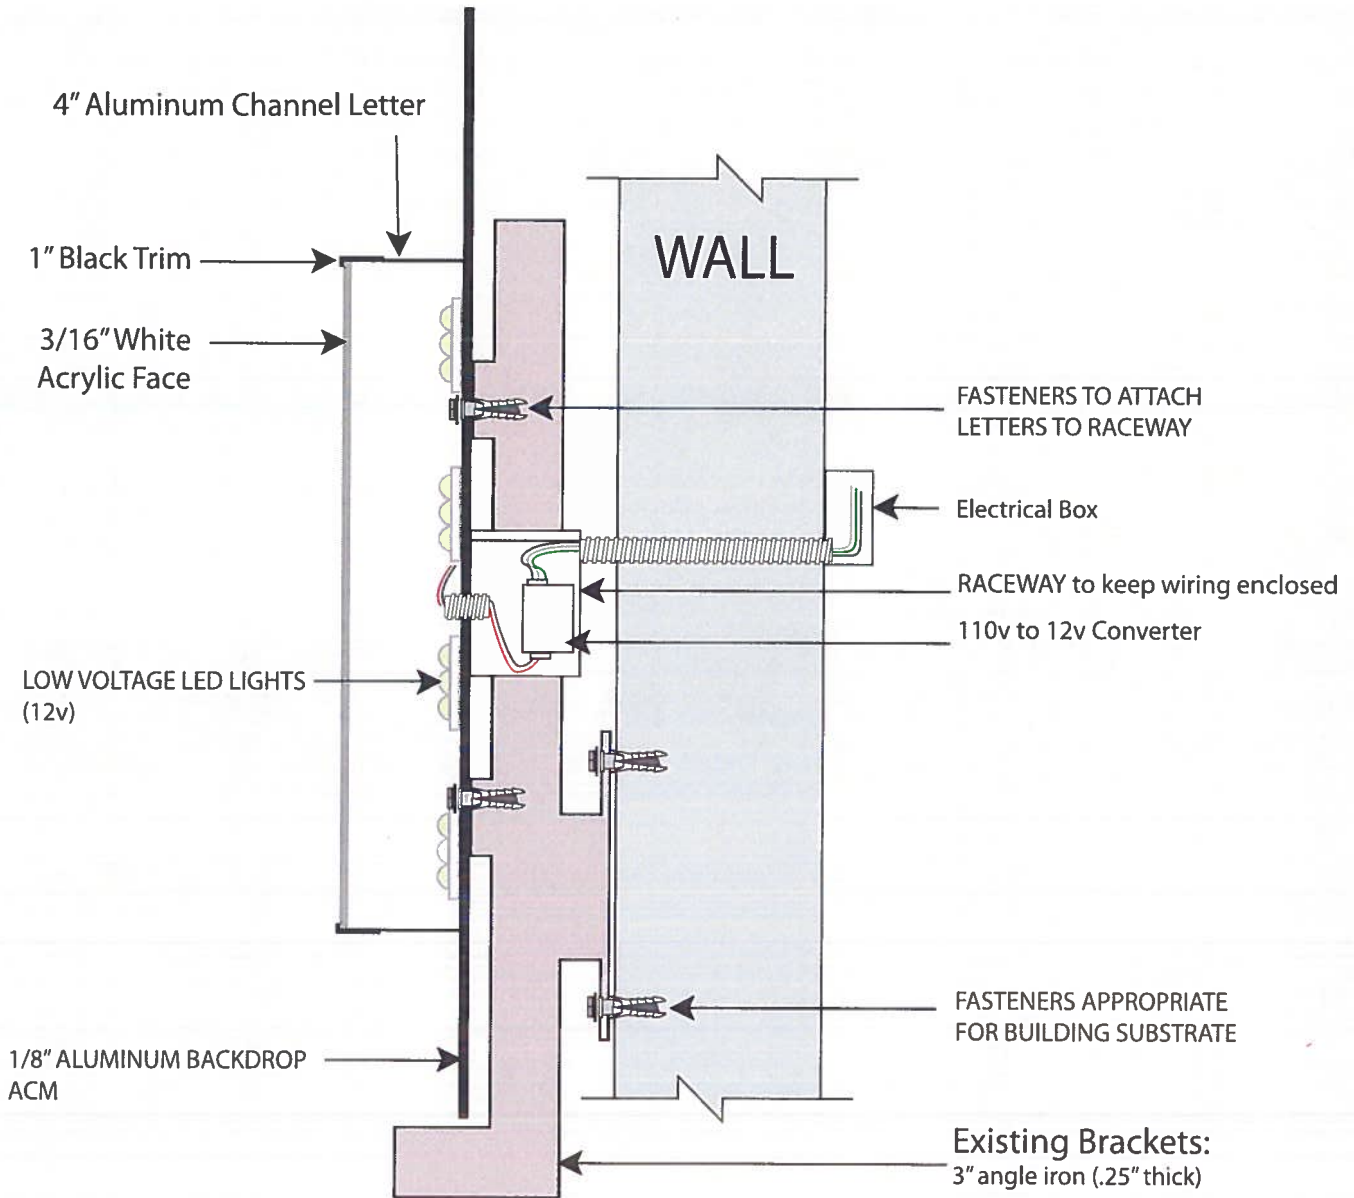 4" Aluminum Channel Letter
1" Black Trim
3/16" White
Acrylic Face
WALL
FASTENERS TO ATTACH
LETTERS TO RACEWAY
Electrical Box
RACEWAY to keep wiring enclosed
110v to 12v Converter
LOW VOLTAGE LED LIGHTS
(12v)
FASTENERS APPROPRIATE
FOR BUILDING SUBSTRATE
1/8" ALUMINUM BACKDROP
ACM
Existing Brackets:
3" angle iron (.25" thick)